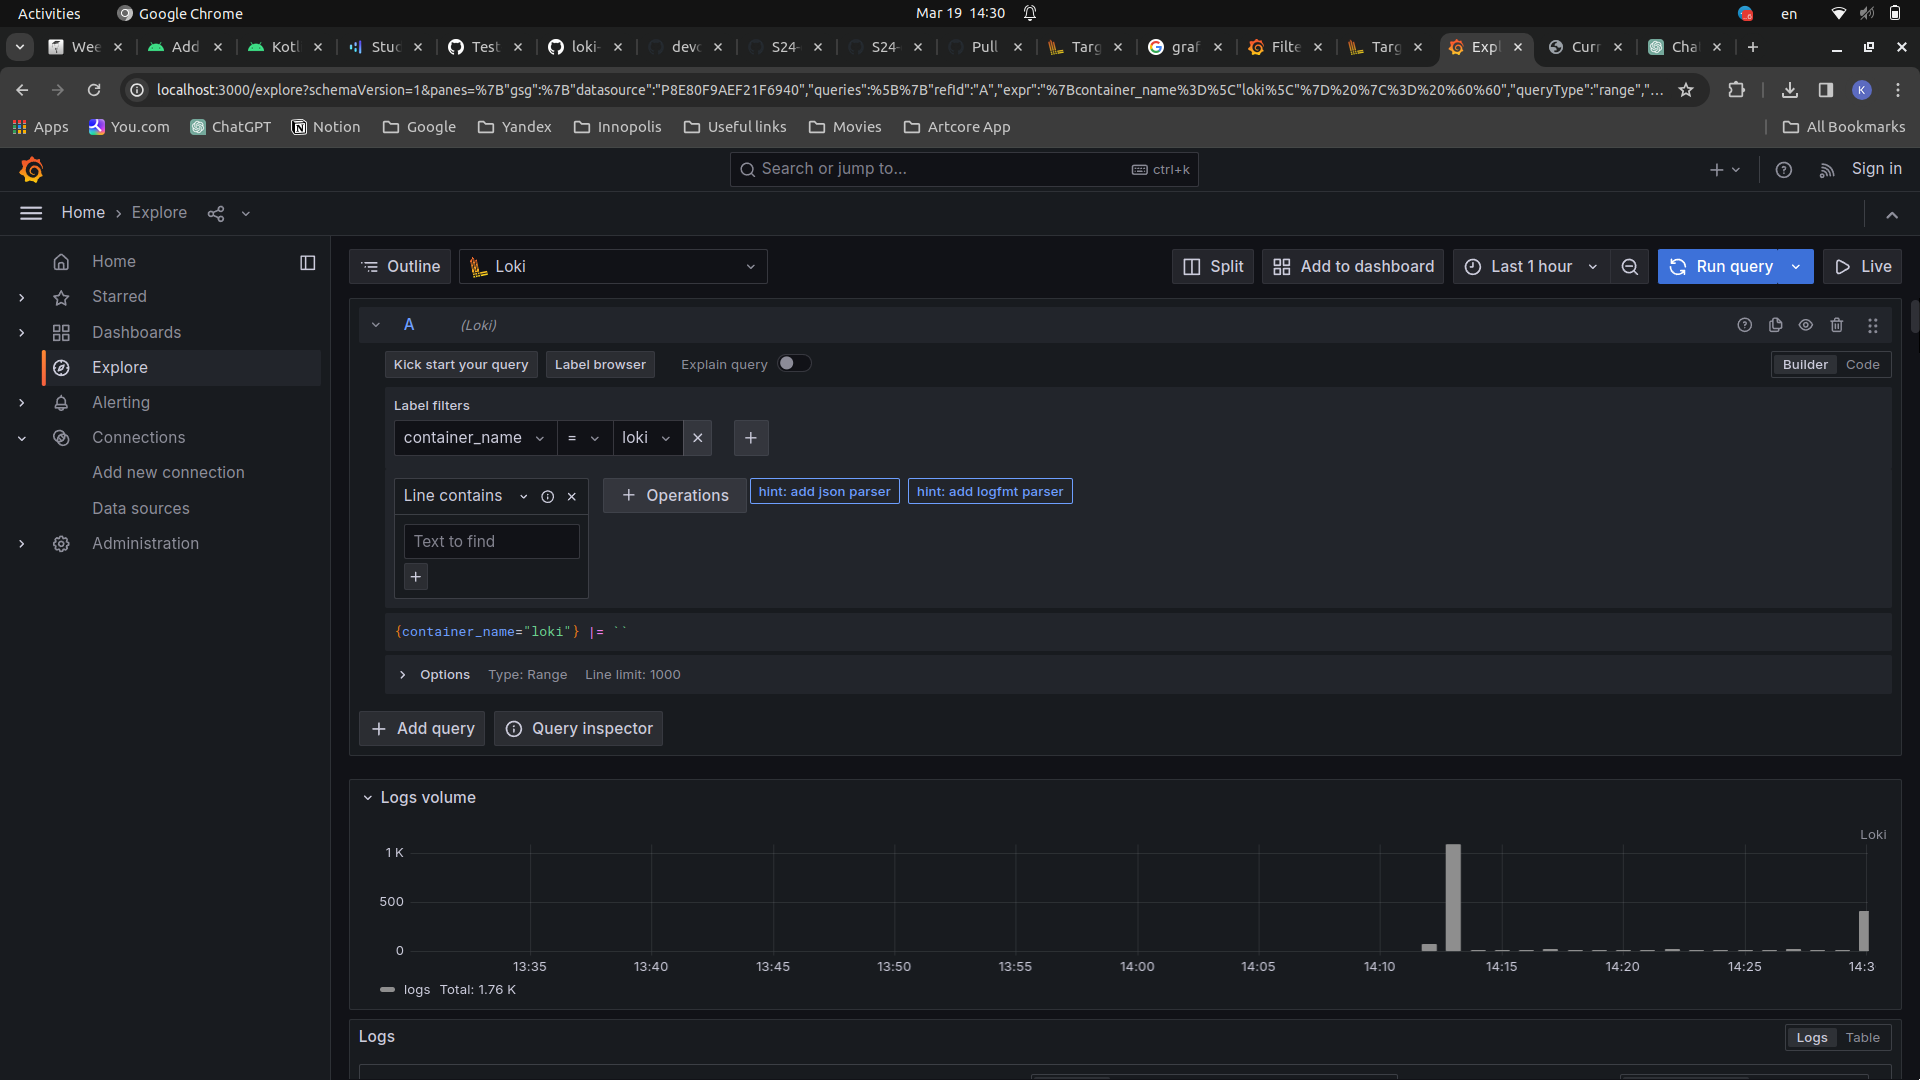 Activities Google Chrome Mar 19 14:30 en
Wee Add Kotl Stud Test loki- devo S24- S24- Pull Targ graf Filte Targ Expl Curr Cha
localhost:3000/explore?schemaVersion=1&panes=%7B"gsg":%7B"datasource":"P8E80F9AEF21F6940","queries":%5B%7B"refId":"A","expr":"%7Bcontainer_name%3D%5C"loki%5C"%7D%20%7C%3D%20%60%60","queryType":"range","... K
Apps You.com ChatGPT Notion Google Yandex Innopolis Useful links Movies Artcore App All Bookmarks
Search or jump to... ctrl+k Sign in
Home › Explore
Home
Starred
Dashboards
Explore
Alerting
Connections
Add new connection
Data sources
Administration
Outline Loki Split Add to dashboard Last 1 hour Run query Live
A (Loki)
Kick start your query Label browser Explain query Builder Code
Label filters
container_name = loki
Line contains Operations hint: add json parser hint: add logfmt parser
Text to find
{container_name="loki"} |= ``
Options Type: Range Line limit: 1000
Add query Query inspector
Logs volume
Loki
1 K
500
0
13:35 13:40 13:45 13:50 13:55 14:00 14:05 14:10 14:15 14:20 14:25 14:3
logs Total: 1.76 K
Logs Logs Table